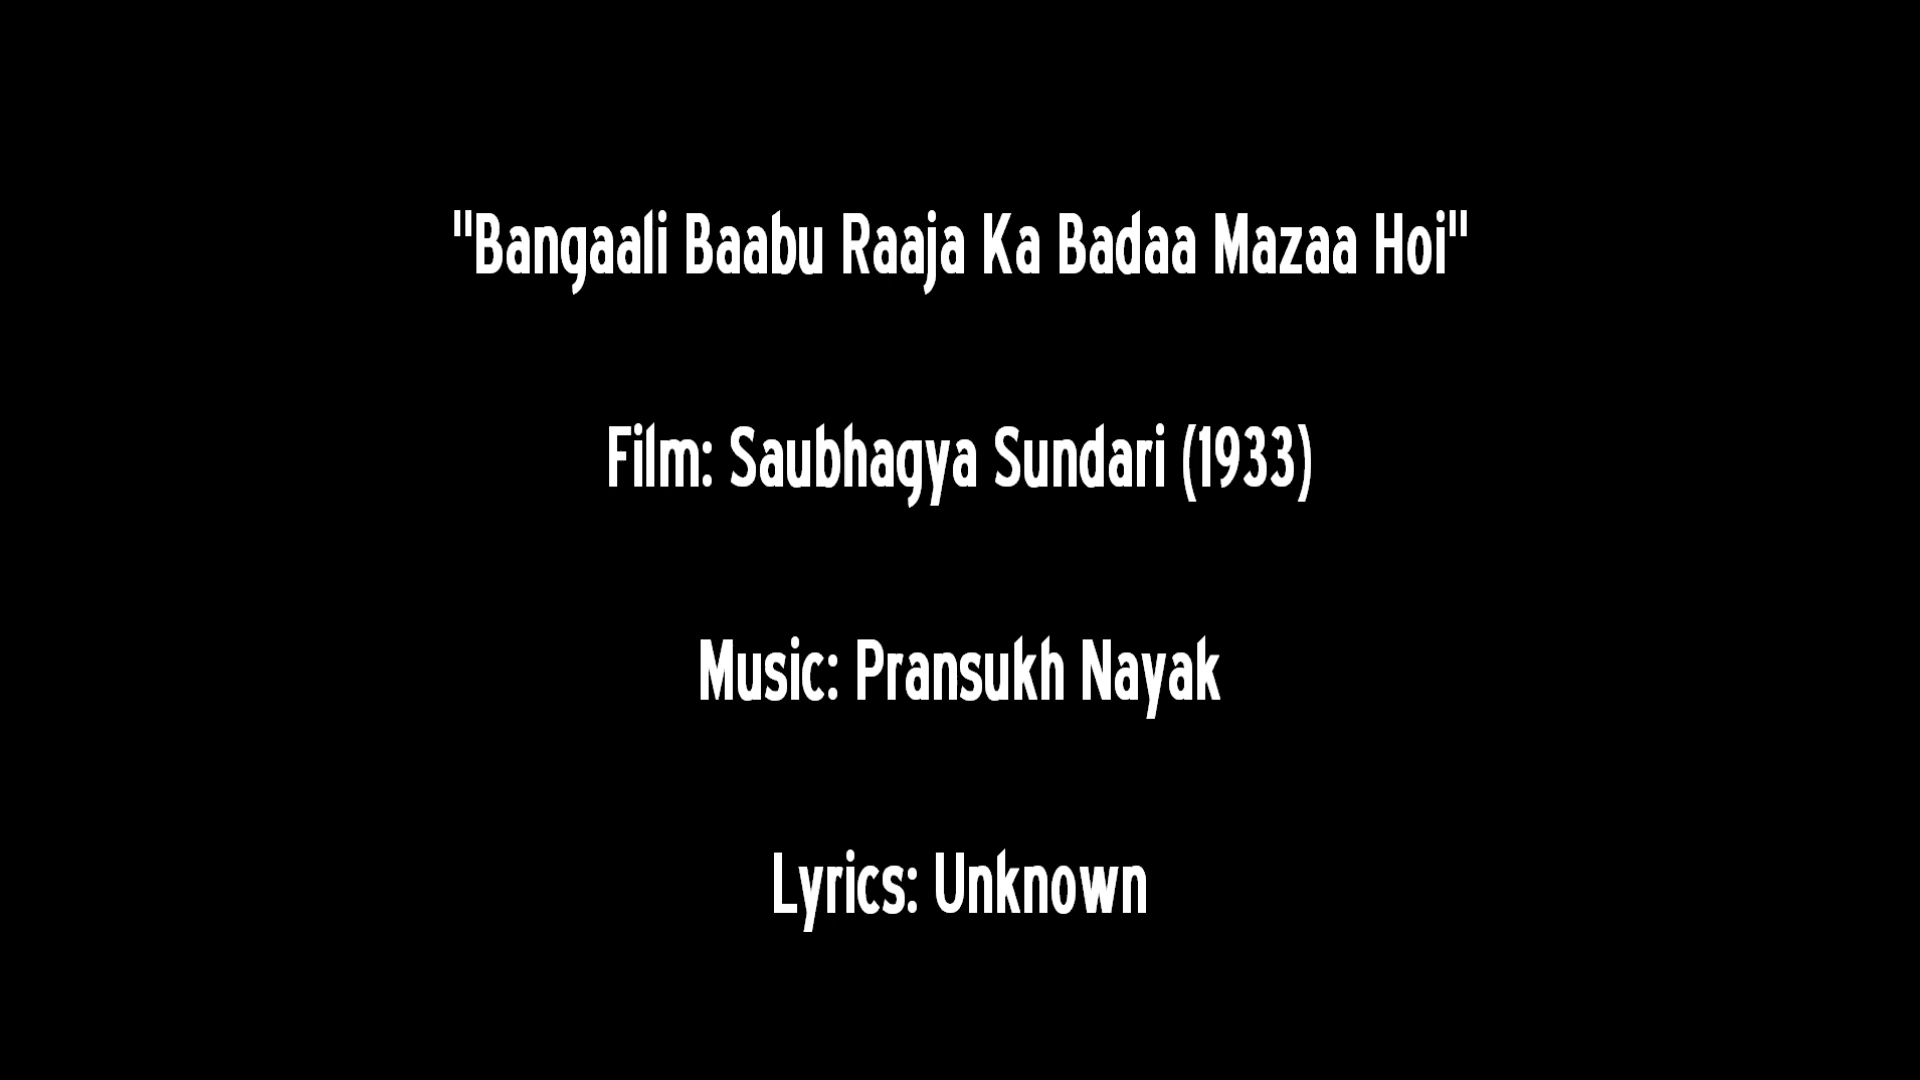 "Bangaali Baabu Raaja Ka Badaa Mazaa Hoi"
Film: Saubhagya Sundari (1933)
Music: Pransukh Nayak
Lyrics: Unknown